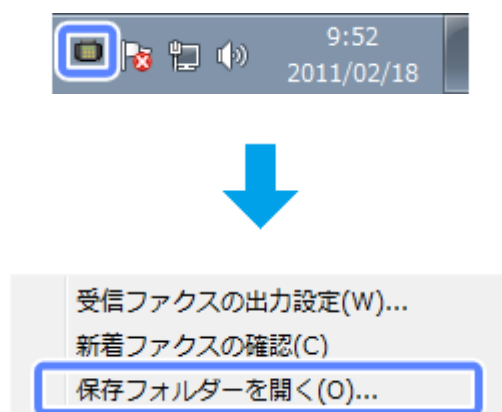 9:52
2011/02/18
受信ファクスの出力設定(W)...
新着ファクスの確認(C)
保存フォルダーを開く(O)...